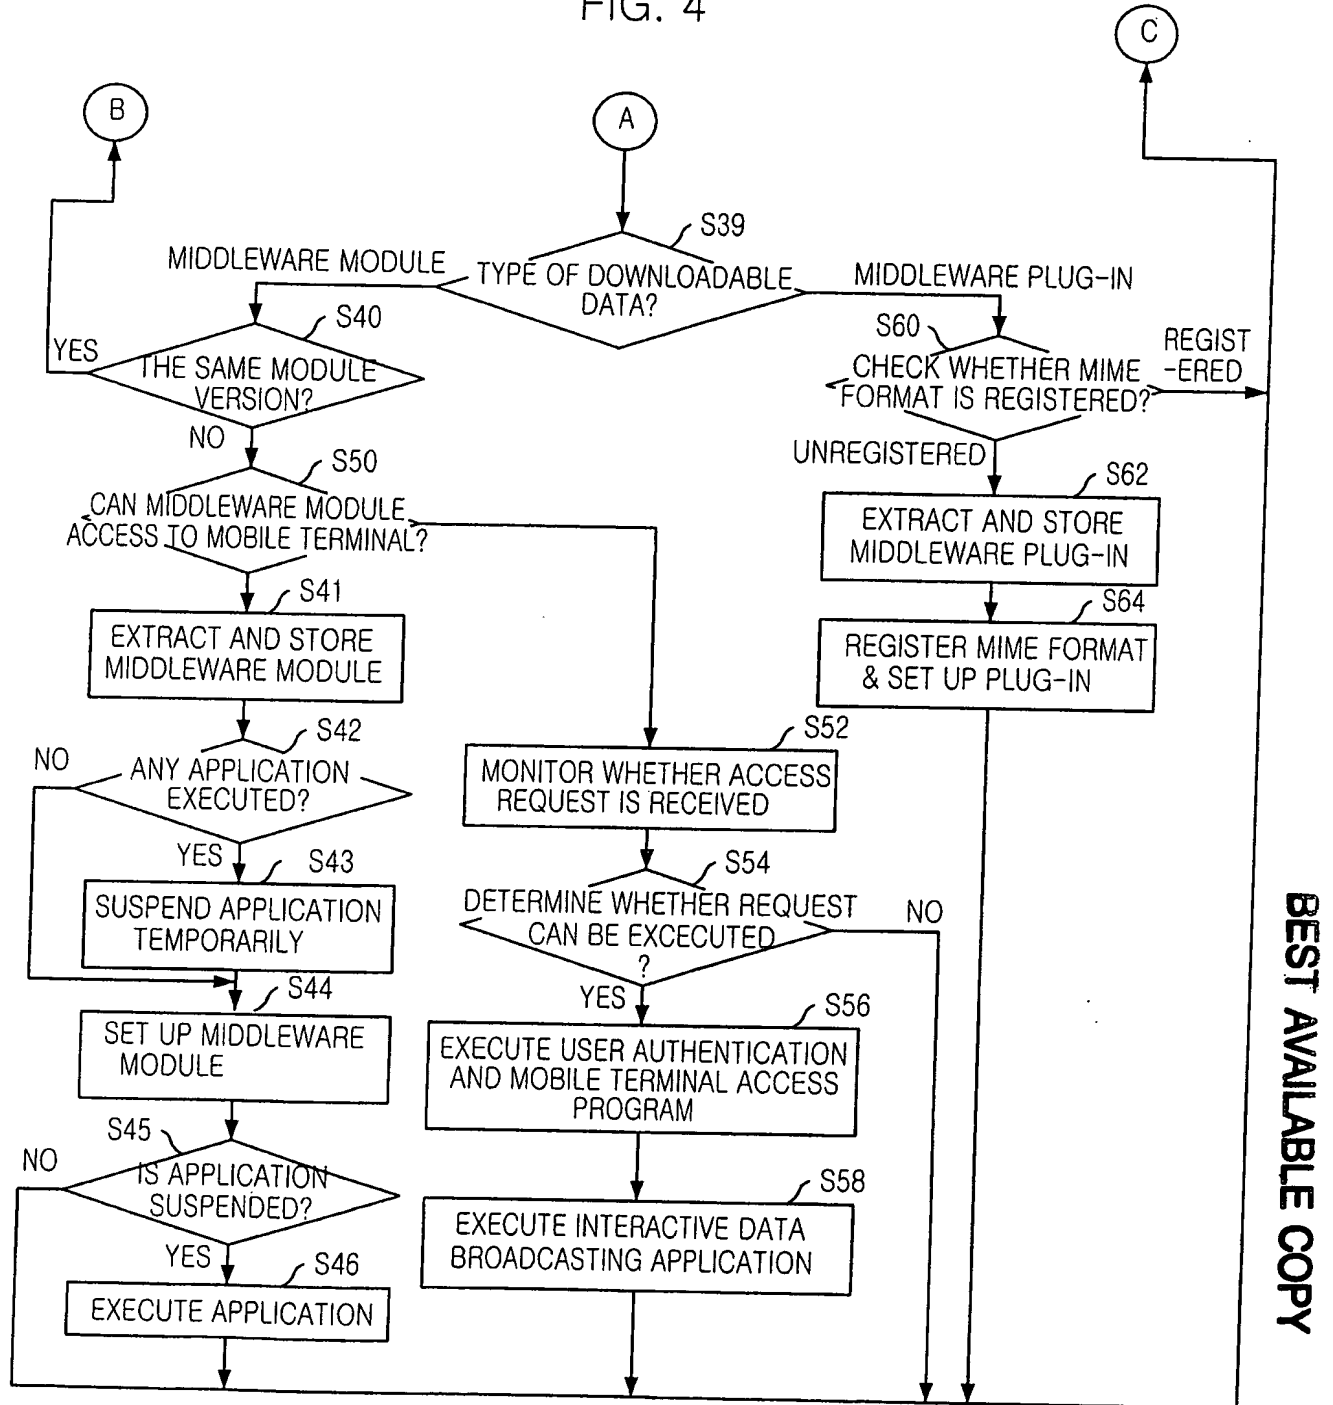 FIG. 4
C
B
A
S39
MIDDLEWARE MODULE
TYPE OF DOWNLOADABLE
DATA?
MIDDLEWARE PLUG-IN
S40
YES
THE SAME MODULE
VERSION?
NO
S60
CHECK WHETHER MIME
FORMAT IS REGISTERED?
REGIST
-ERED
UNREGISTERED
S50
CAN MIDDLEWARE MODULE
ACCESS TO MOBILE TERMINAL?
S62
EXTRACT AND STORE
MIDDLEWARE PLUG-IN
S41
EXTRACT AND STORE
MIDDLEWARE MODULE
S64
REGISTER MIME FORMAT
& SET UP PLUG-IN
S42
NO
ANY APPLICATION
EXECUTED?
YES
S52
MONITOR WHETHER ACCESS
REQUEST IS RECEIVED
S43
SUSPEND APPLICATION
TEMPORARILY
S54
DETERMINE WHETHER REQUEST
CAN BE EXCECUTED
?
NO
YES
S44
SET UP MIDDLEWARE
MODULE
S56
EXECUTE USER AUTHENTICATION
AND MOBILE TERMINAL ACCESS
PROGRAM
S45
NO
IS APPLICATION
SUSPENDED?
YES
S58
EXECUTE INTERACTIVE DATA
BROADCASTING APPLICATION
S46
EXECUTE APPLICATION
BEST AVAILABLE COPY